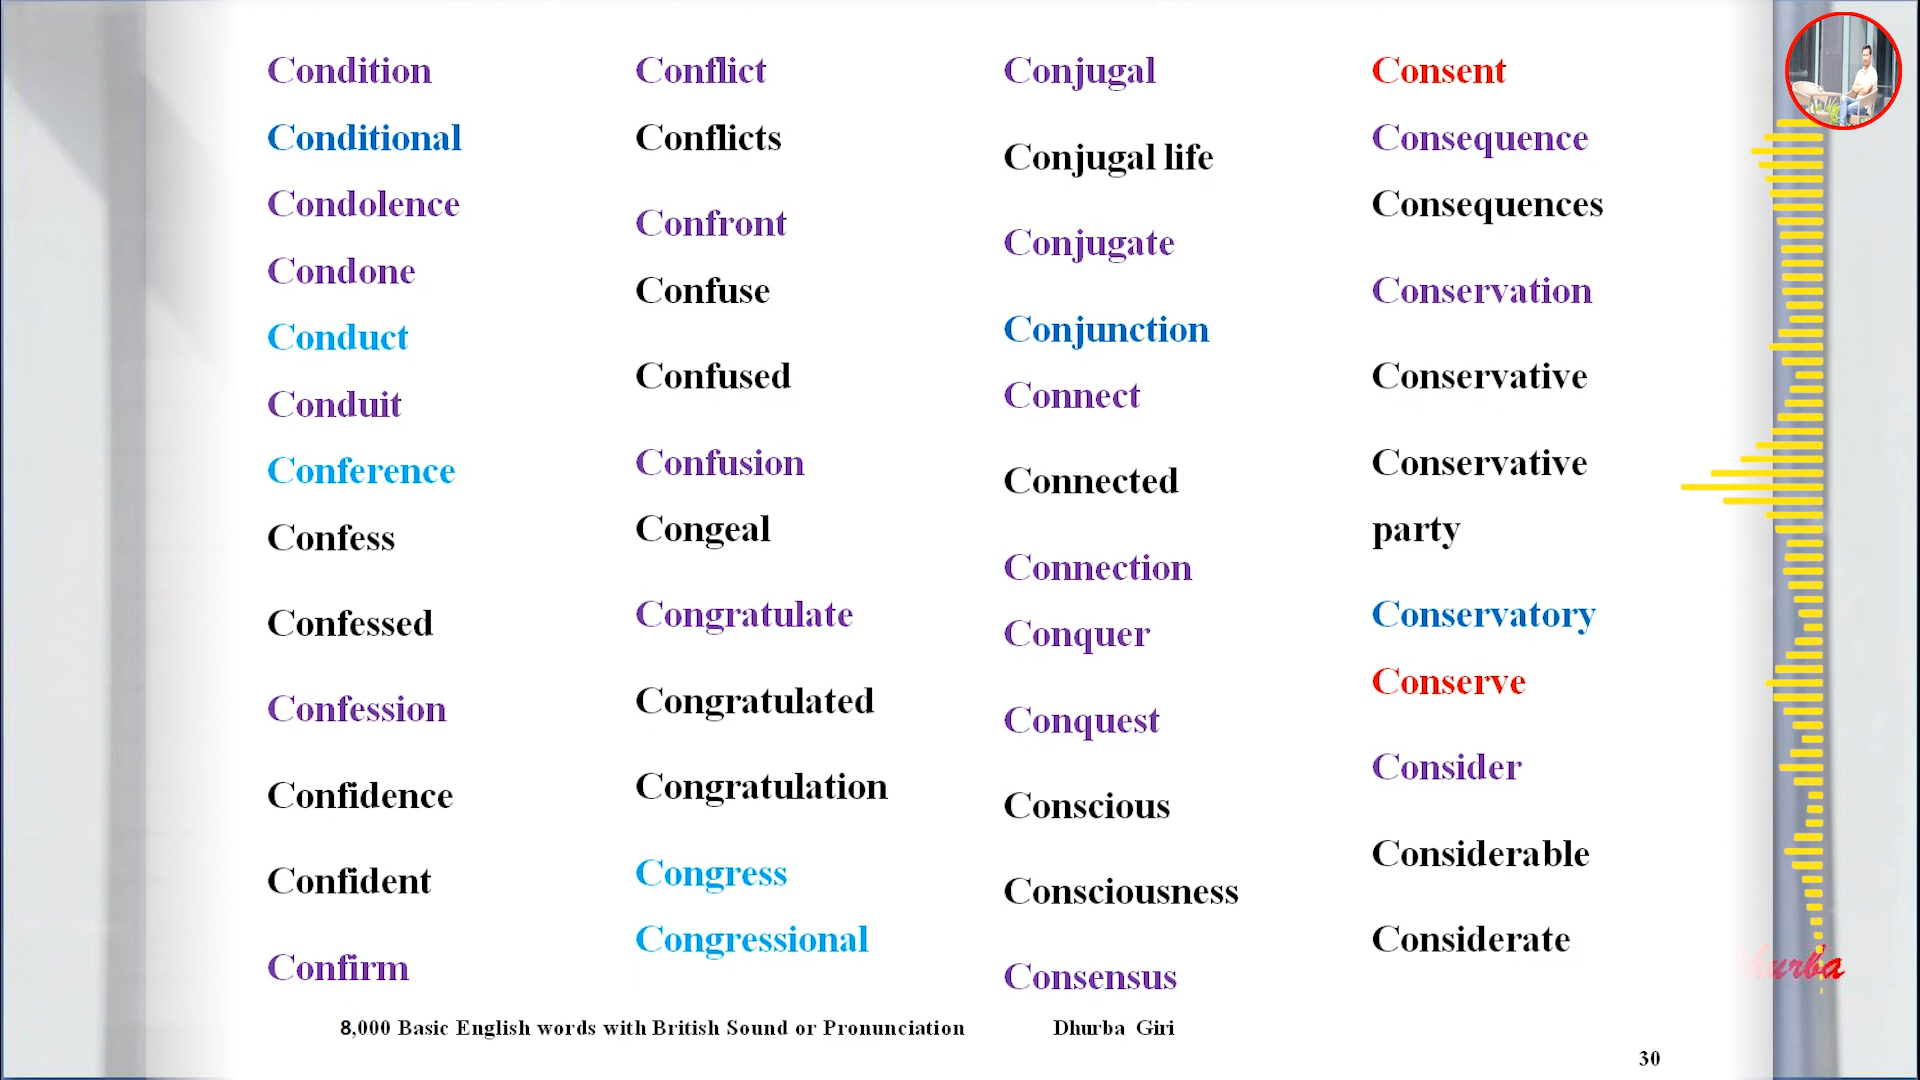 Condition
Conditional
Condolence
Condone
Conduct
Conduit
Conference
Confess
Confessed
Confession
Confidence
Confident
Confirm
Conflict
Conflicts
Confront
Confuse
Confused
Confusion
Congeal
Congratulate
Congratulated
Congratulation
Congress
Congressional
Conjugal
Conjugal life
Conjugate
Conjunction
Connect
Connected
Connection
Conquer
Conquest
Conscious
Consciousness
Consensus
Consent
Consequence
Consequences
Conservation
Conservative
Conservative
party
Conservatory
Conserve
Consider
Considerable
Considerate
8,000 Basic English words with British Sound or Pronunciation Dhurba Giri
30